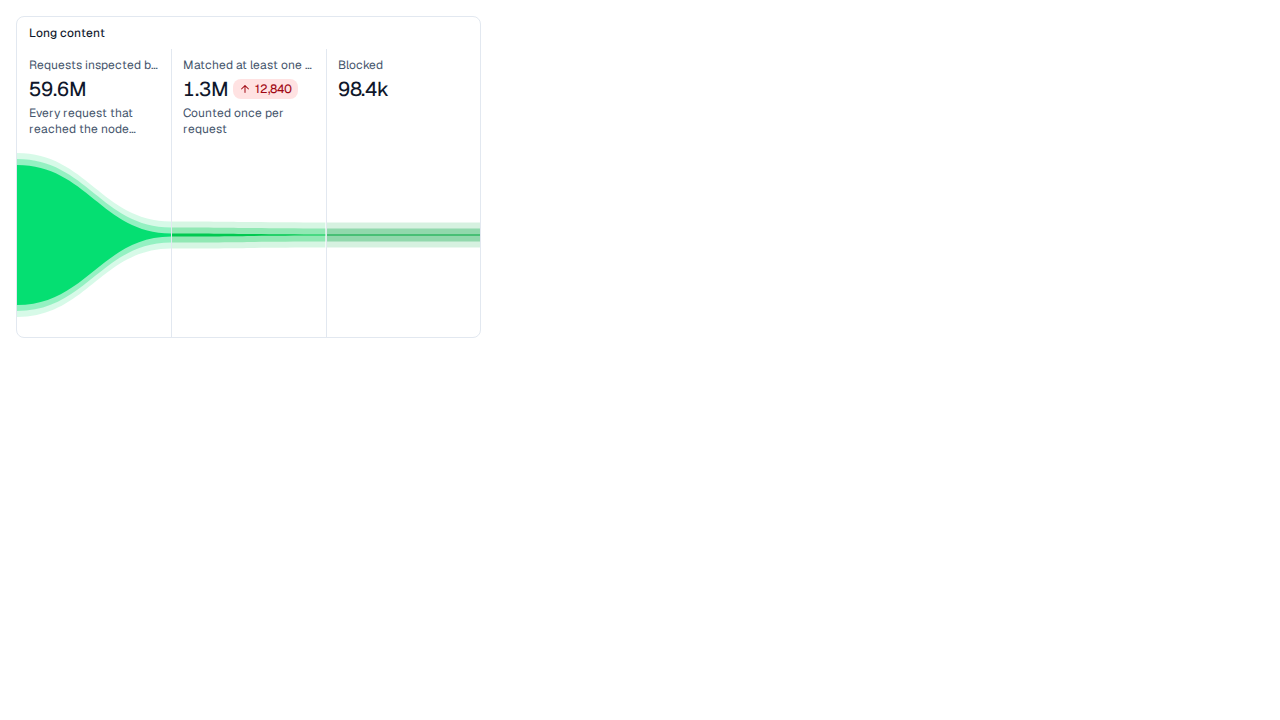 Long content
Requests inspected b…
59.6M
Every request that
reached the node…
Matched at least one …
1.3M ↑ 12,840
Counted once per
request
Blocked
98.4k